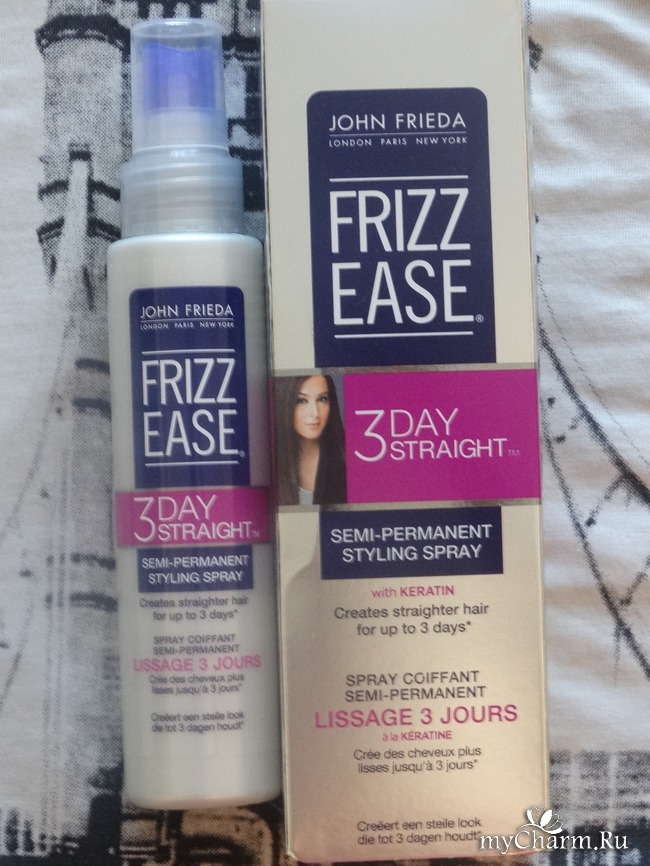 JOHN FRIEDA
LONDON PARIS NEW YORK
FRIZZ
EASE®
3 DAY
STRAIGHT™
SEMI-PERMANENT
STYLING SPRAY
Creates straighter hair
for up to 3 days*
SPRAY COIFFANT
SEMI-PERMANENT
LISSAGE 3 JOURS
Crée des cheveux plus
lisses jusqu'à 3 jours*
Creëert een steile look
die tot 3 dagen houdt*
JOHN FRIEDA
LONDON PARIS NEW YORK
FRIZZ
EASE®
3 DAY
STRAIGHT™
SEMI-PERMANENT
STYLING SPRAY
with KERATIN
Creates straighter hair
for up to 3 days*
SPRAY COIFFANT
SEMI-PERMANENT
LISSAGE 3 JOURS
à la KÉRATINE
Crée des cheveux plus
lisses jusqu'à 3 jours*
Creëert een steile look
die tot 3 dagen houdt*
myCharm.Ru